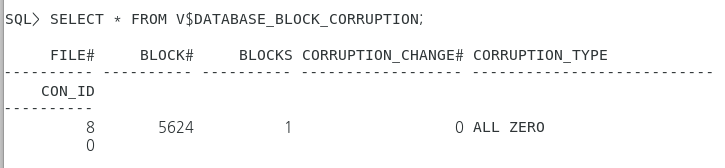 SQL> SELECT * FROM V$DATABASE_BLOCK_CORRUPTION;
     FILE#     BLOCK#     BLOCKS CORRUPTION_CHANGE# CORRUPTION_TYPE
---------- ---------- ---------- ------------------ ---------------------------
    CON_ID
----------
         8       5624          1                  0 ALL ZERO
         0